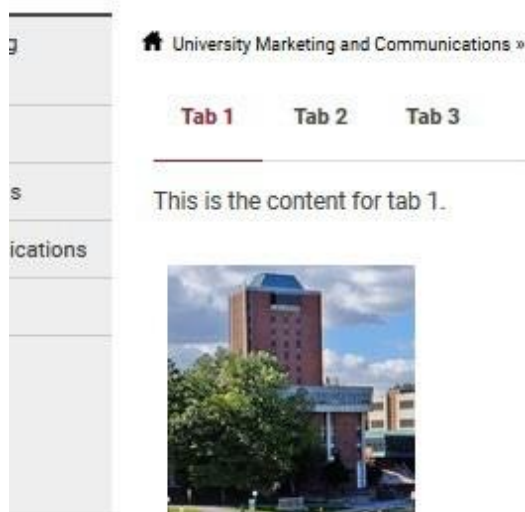 University Marketing and Communications »
Tab 1 Tab 2 Tab 3
This is the content for tab 1.
g
s
ications